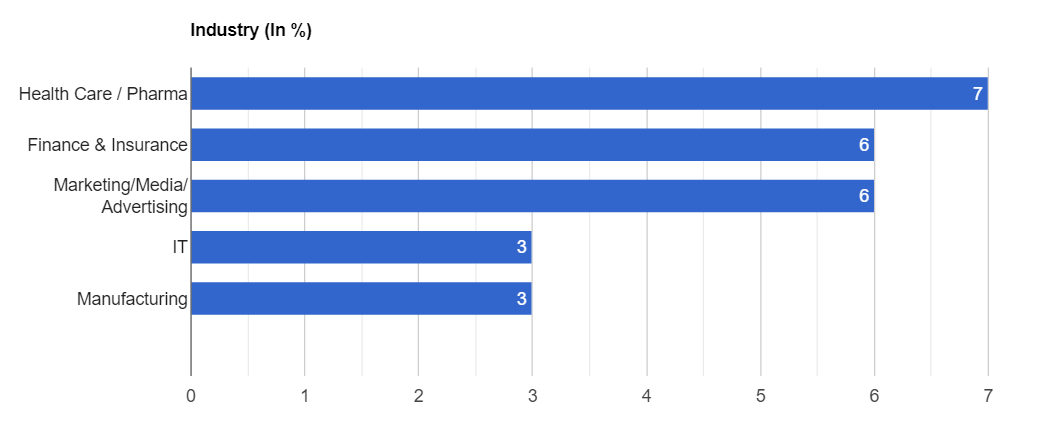 Industry (In %)
Health Care / Pharma 7
Finance & Insurance 6
Marketing/Media/
Advertising 6
IT 3
Manufacturing 3
0 1 2 3 4 5 6 7